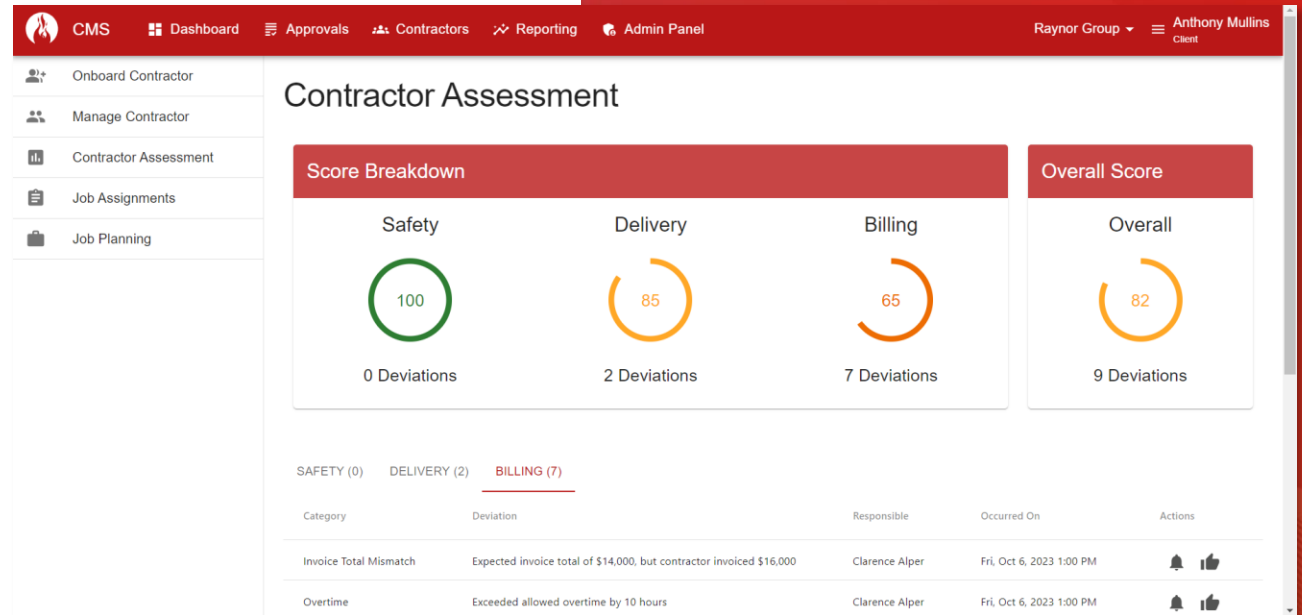 CMS Dashboard Approvals Contractors Reporting Admin Panel Raynor Group Anthony Mullins
Client
Onboard Contractor
Manage Contractor
Contractor Assessment
Job Assignments
Job Planning
Contractor Assessment
Score Breakdown
Safety Delivery Billing
100 85 65
0 Deviations 2 Deviations 7 Deviations
Overall Score
Overall
82
9 Deviations
SAFETY (0) DELIVERY (2) BILLING (7)
Category Deviation Responsible Occurred On Actions
Invoice Total Mismatch Expected invoice total of $14,000, but contractor invoiced $16,000 Clarence Alper Fri, Oct 6, 2023 1:00 PM
Overtime Exceeded allowed overtime by 10 hours Clarence Alper Fri, Oct 6, 2023 1:00 PM